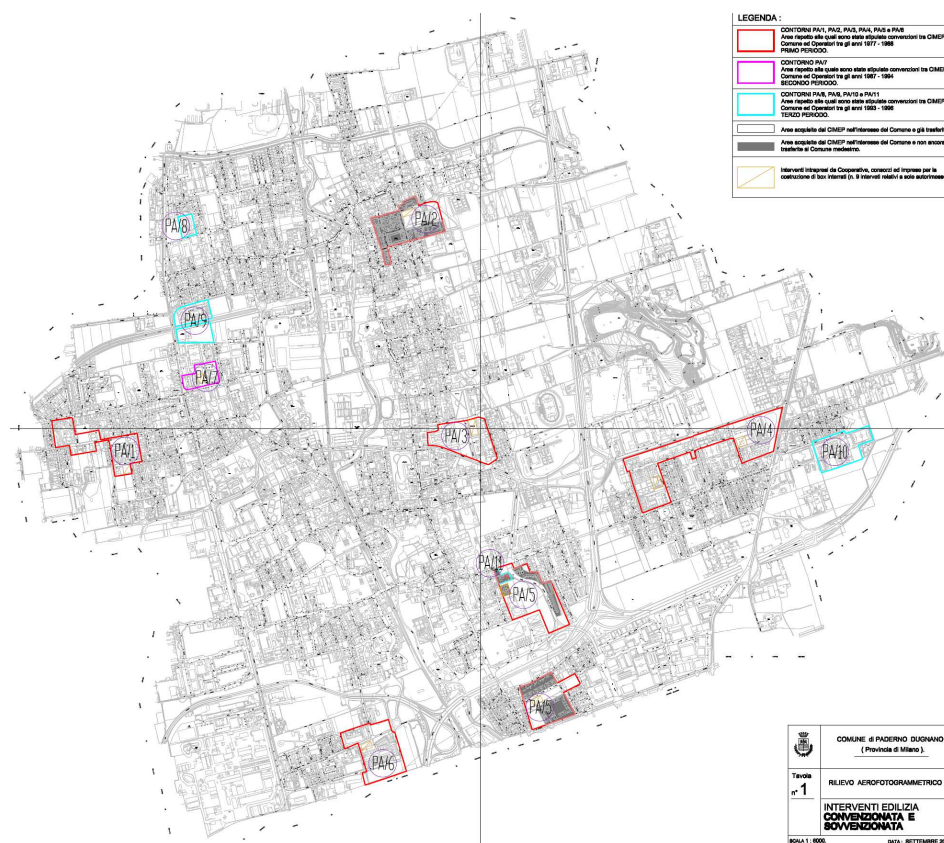 LEGENDA :
CONTORNI PA/1, PA/2, PA/3, PA/4, PA/5 e PA/6
Aree rispetto alle quali sono state stipulate convenzioni tra CIMEP
Comune ed Operatori tra gli anni 1977 - 1988
PRIMO PERIODO.
CONTORNO PA/7
Aree rispetto alle quale sono state stipulate convenzioni tra CIMEP
Comune ed Operatori tra gli anni 1987 - 1994
SECONDO PERIODO.
CONTORNI PA/8, PA/9, PA/10 e PA/11
Aree rispetto alle quali sono state stipulate convenzioni tra CIMEP
Comune ed Operatori tra gli anni 1993 - 1996
TERZO PERIODO.
Aree acquisite dal CIMEP nell'interesse del Comune e già trasferite
Aree acquisite dal CIMEP nell'interesse del Comune e non ancora
trasferite al Comune medesimo.
Interventi intrapresi da Cooperative, consorzi ed imprese per la
costruzione di box interrati (n. 9 interventi relativi a sole autorimesse
PA/2
PA/8
PA/9
PA/7
PA/1
PA/3
PA/4
PA/10
PA/11
PA/5
PA/5
PA/6
COMUNE di PADERNO DUGNANO
( Provincia di Milano ).
Tavola
n° 1
RILIEVO AEROFOTOGRAMMETRICO
INTERVENTI EDILIZIA
CONVENZIONATA E
SOVVENZIONATA
SCALA 1 : 6000.
DATA : SETTEMBRE